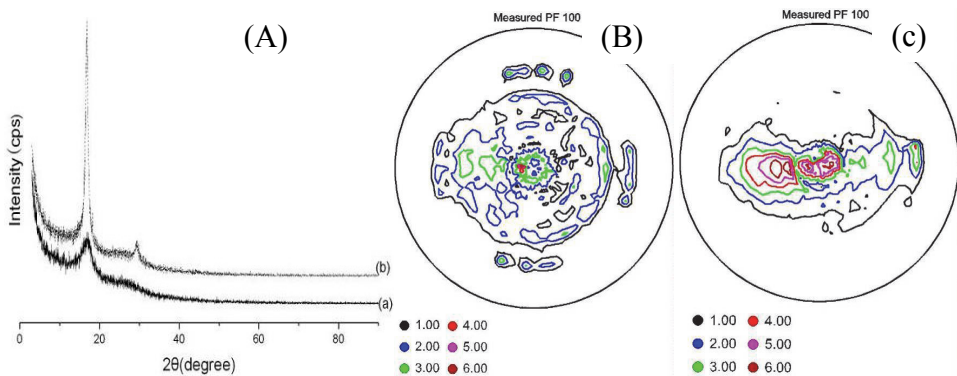 (A)
Intensity (cps)
(b)
(a)
0 20 40 60 80
2θ(degree)
Measured PF 100
(B)
1.00 4.00
2.00 5.00
3.00 6.00
Measured PF 100
(c)
1.00 4.00
2.00 5.00
3.00 6.00